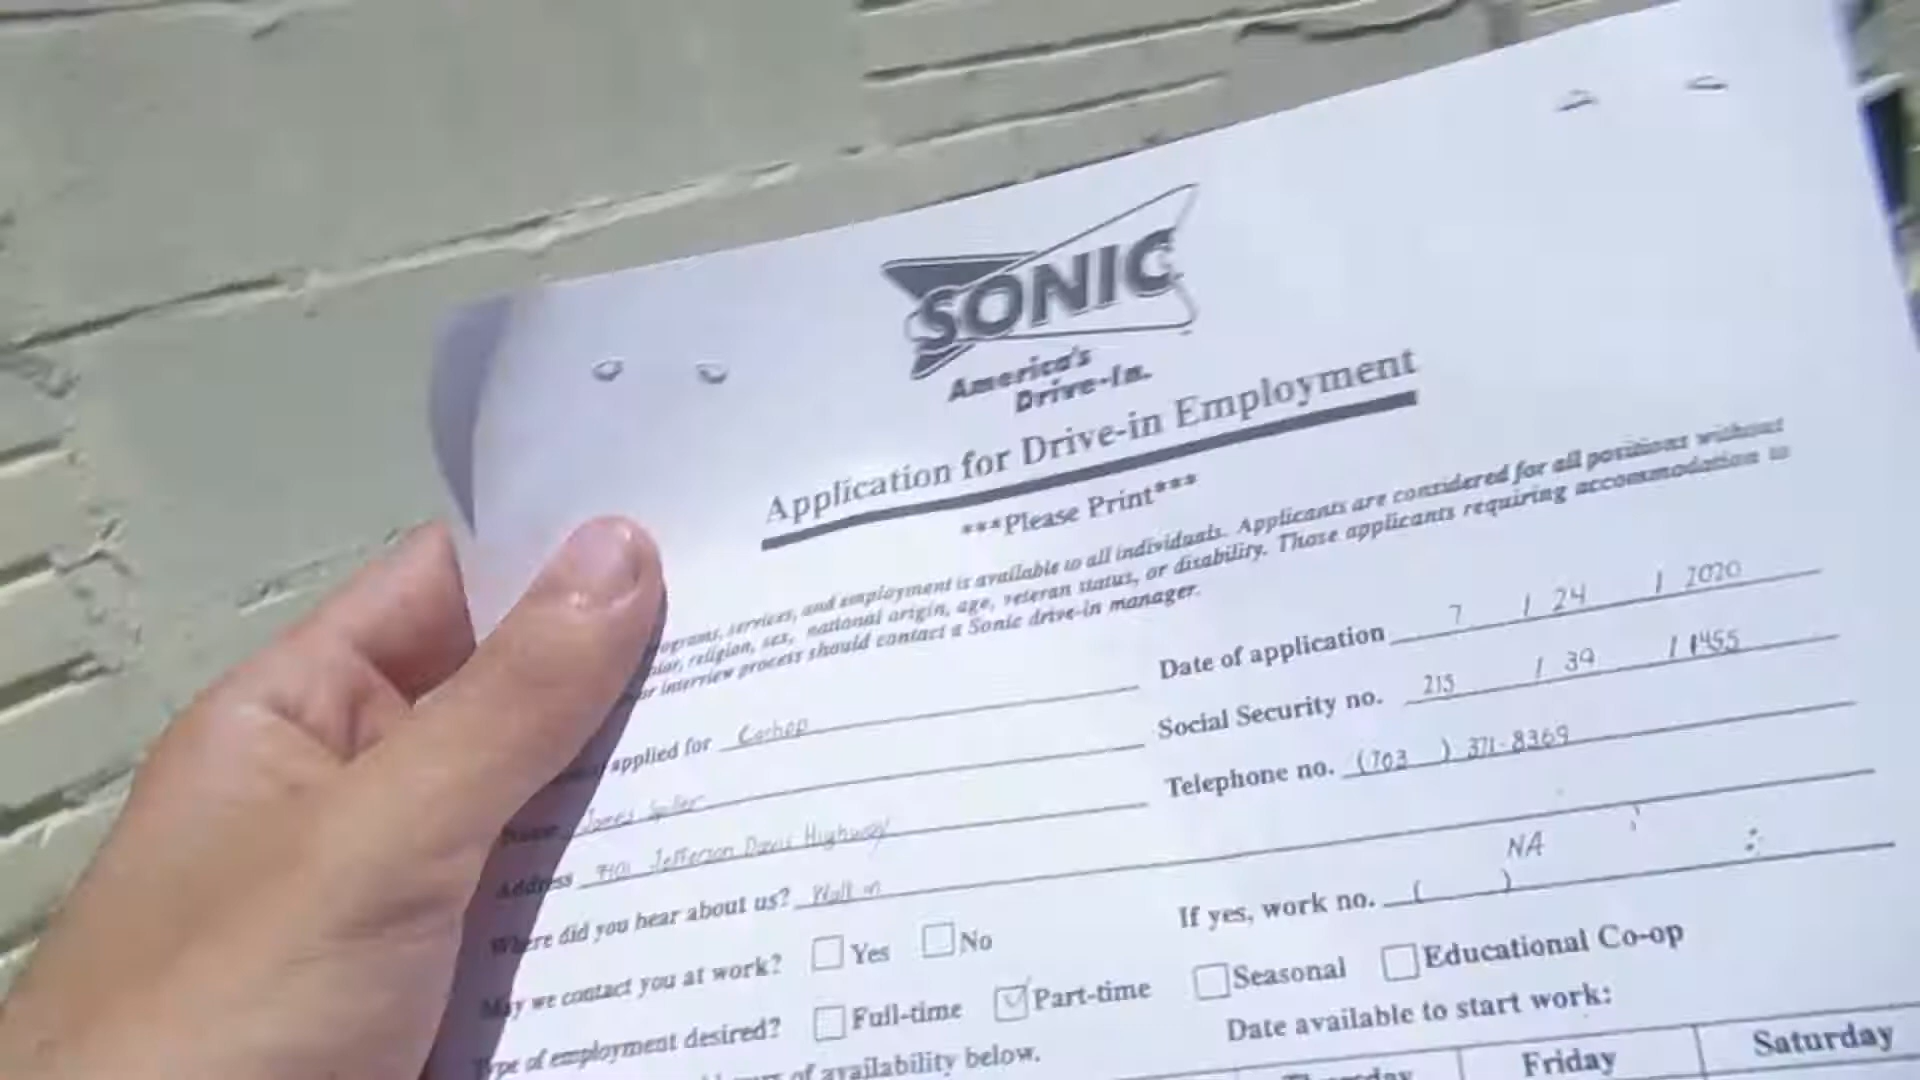 SONIC
America's
Drive-In.
Application for Drive-in Employment
***Please Print***
programs, services, and employment is available to all individuals. Applicants are considered for all positions without
religion, sex, national origin, age, veteran status, or disability. Those applicants requiring accommodation to
interview process should contact a Sonic drive-in manager.
Date of application 7 / 24 / 2020
applied for Carhop
Social Security no. 215 / 39 /
Name James
Telephone no. (703) 371-8369
Address Jefferson Davis Highway
Where did you hear about us? Walk in
NA
May we contact you at work? Yes No If yes, work no. ( )
Type of employment desired? Full-time Part-time Seasonal Educational Co-op
of availability below. Date available to start work:
Thursday Friday Saturday